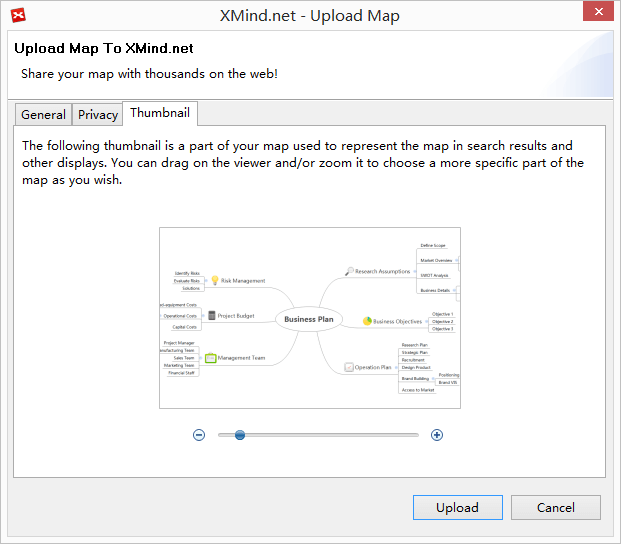 XMind.net - Upload Map
Upload Map To XMind.net
Share your map with thousands on the web!
General
Privacy
Thumbnail
The following thumbnail is a part of your map used to represent the map in search results and
other displays. You can drag on the viewer and/or zoom it to choose a more specific part of the
map as you wish.
Business Plan
Risk Management
Identify Risks
Evaluate Risks
Solutions
Project Budget
ol-equipment Costs
Operational Costs
Capital Costs
Management Team
Project Manager
nufacturing Team
Sales Team
Marketing Team
Financial Staff
Research Assumptions
Define Scope
Market Overview
SWOT Analysis
Business Details
Business Objectives
Objective 1
Objective 2
Objective 3
Operation Plan
Research Plan
Strategic Plan
Recruitment
Design Product
Brand Building
Positioning
Brand VIS
Access to Market
Upload
Cancel